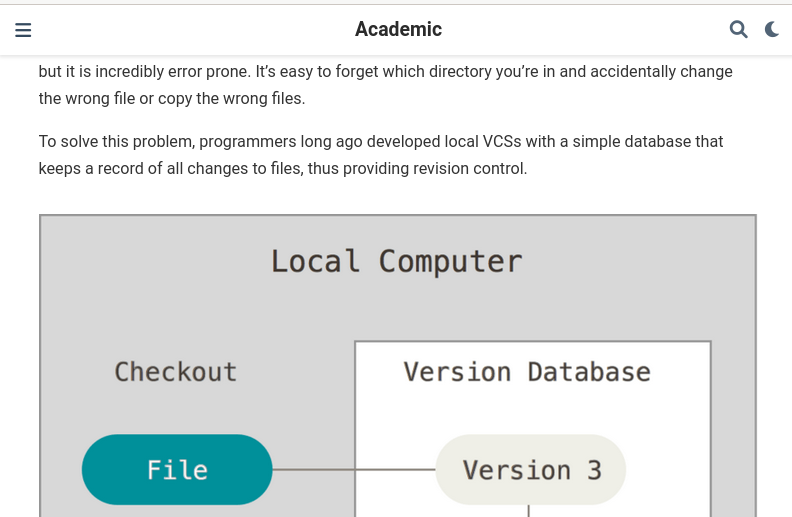 Academic
but it is incredibly error prone. It’s easy to forget which directory you’re in and accidentally change
the wrong file or copy the wrong files.
To solve this problem, programmers long ago developed local VCSs with a simple database that
keeps a record of all changes to files, thus providing revision control.
Local Computer
Checkout
Version Database
File
Version 3